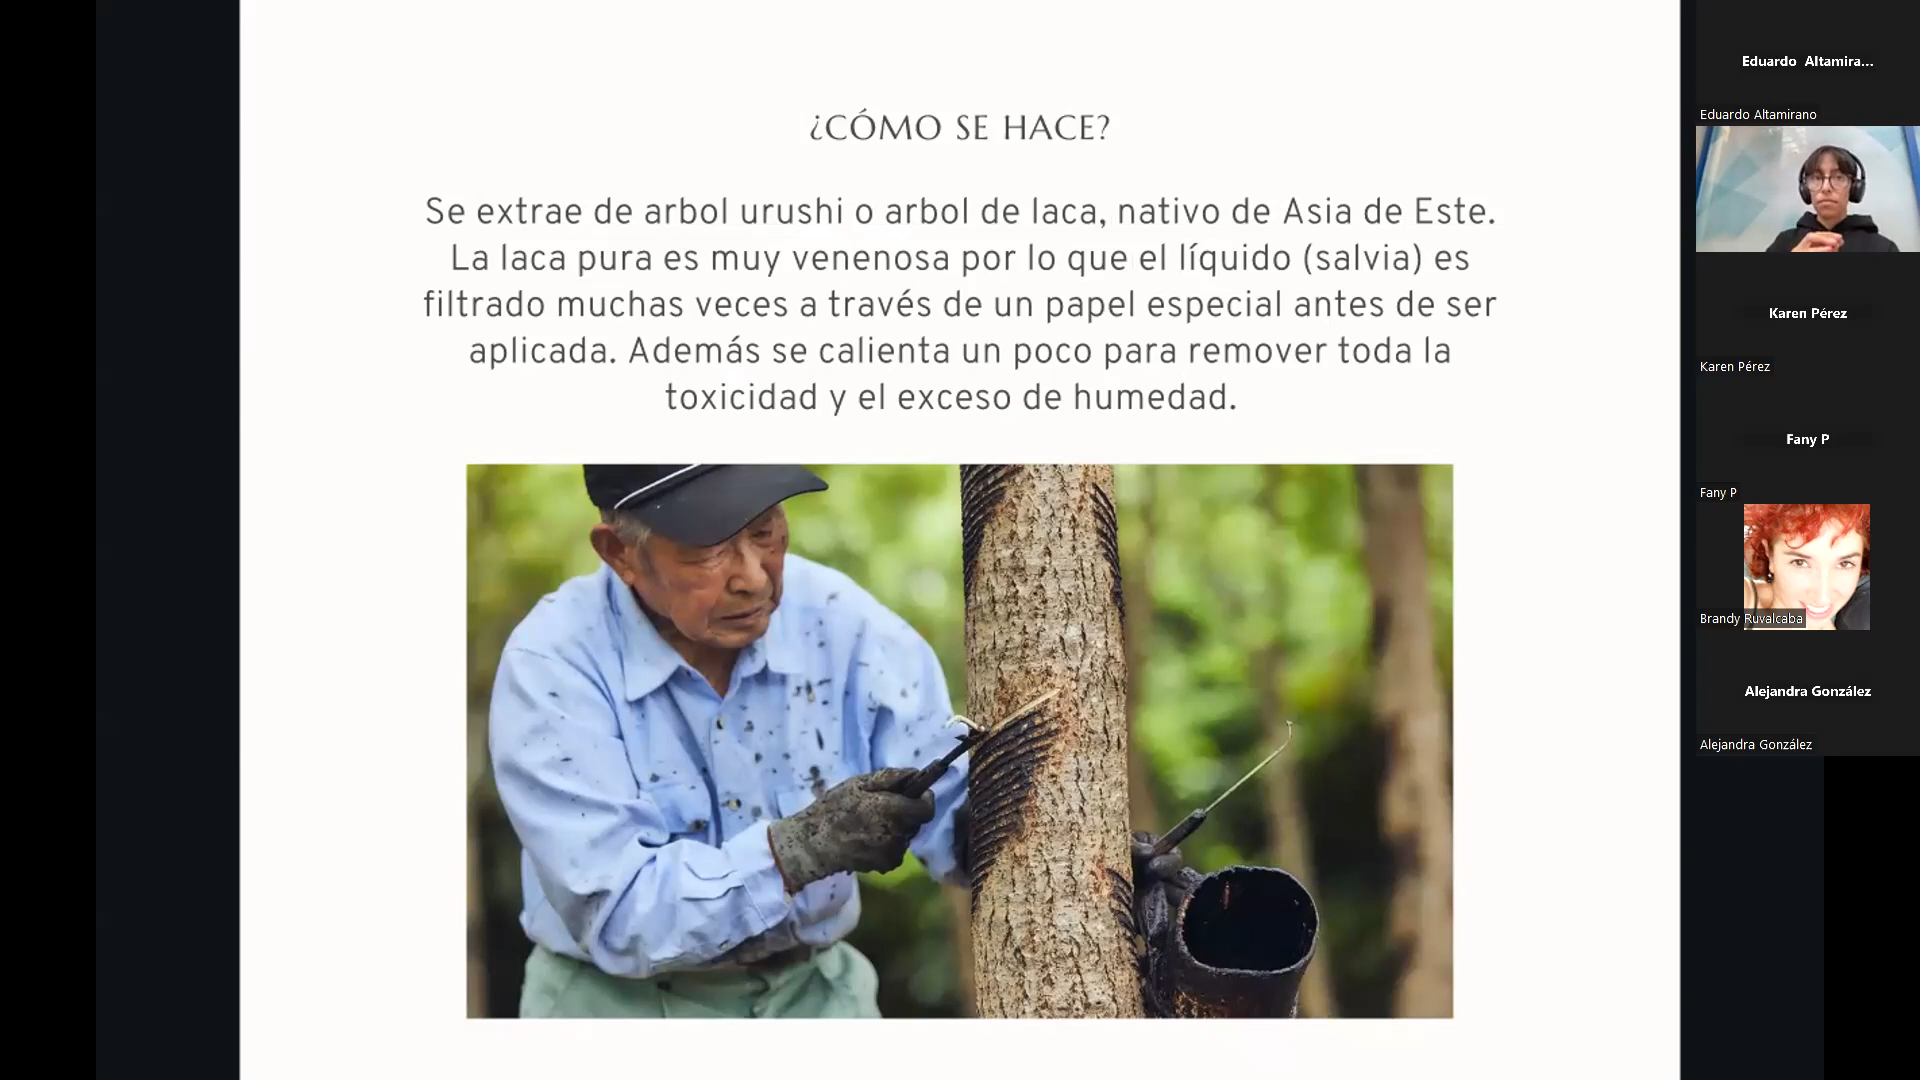 ¿CÓMO SE HACE?
Se extrae de arbol urushi o arbol de laca, nativo de Asia de Este.
La laca pura es muy venenosa por lo que el líquido (salvia) es
filtrado muchas veces a través de un papel especial antes de ser
aplicada. Además se calienta un poco para remover toda la
toxicidad y el exceso de humedad.
Eduardo Altamira...
Eduardo Altamirano
Karen Pérez
Karen Pérez
Fany P
Fany P
Brandy Ruvalcaba
Alejandra González
Alejandra González